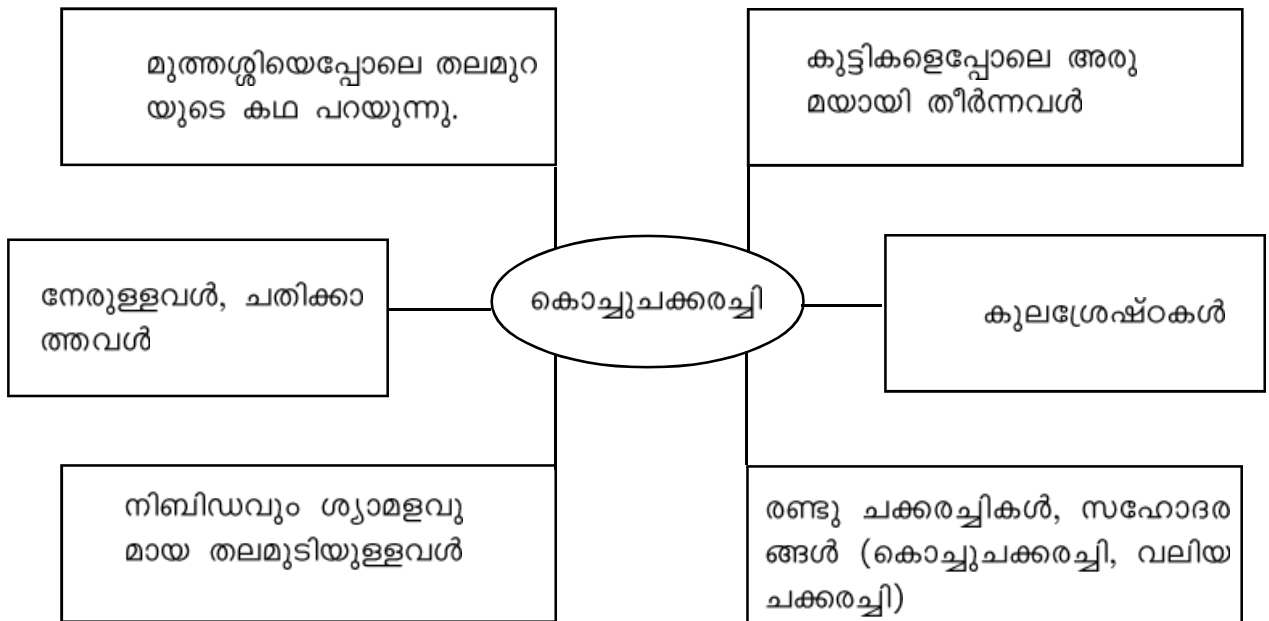 മുത്തശ്ശിയെപ്പോലെ തലമുറ
യുടെ കഥ പറയുന്നു.
കുട്ടികളെപ്പോലെ അരു
മയായി തീർന്നവൾ
നേരുള്ളവൾ, ചതിക്കാ
ത്തവൾ
കൊച്ചുചക്കരച്ചി
കുലശ്രേഷ്ഠകൾ
നിബിഡവും ശ്യാമളവു
മായ തലമുടിയുള്ളവൾ
രണ്ടു ചക്കരച്ചികൾ, സഹോദര
ങ്ങൾ (കൊച്ചുചക്കരച്ചി, വലിയ
ചക്കരച്ചി)